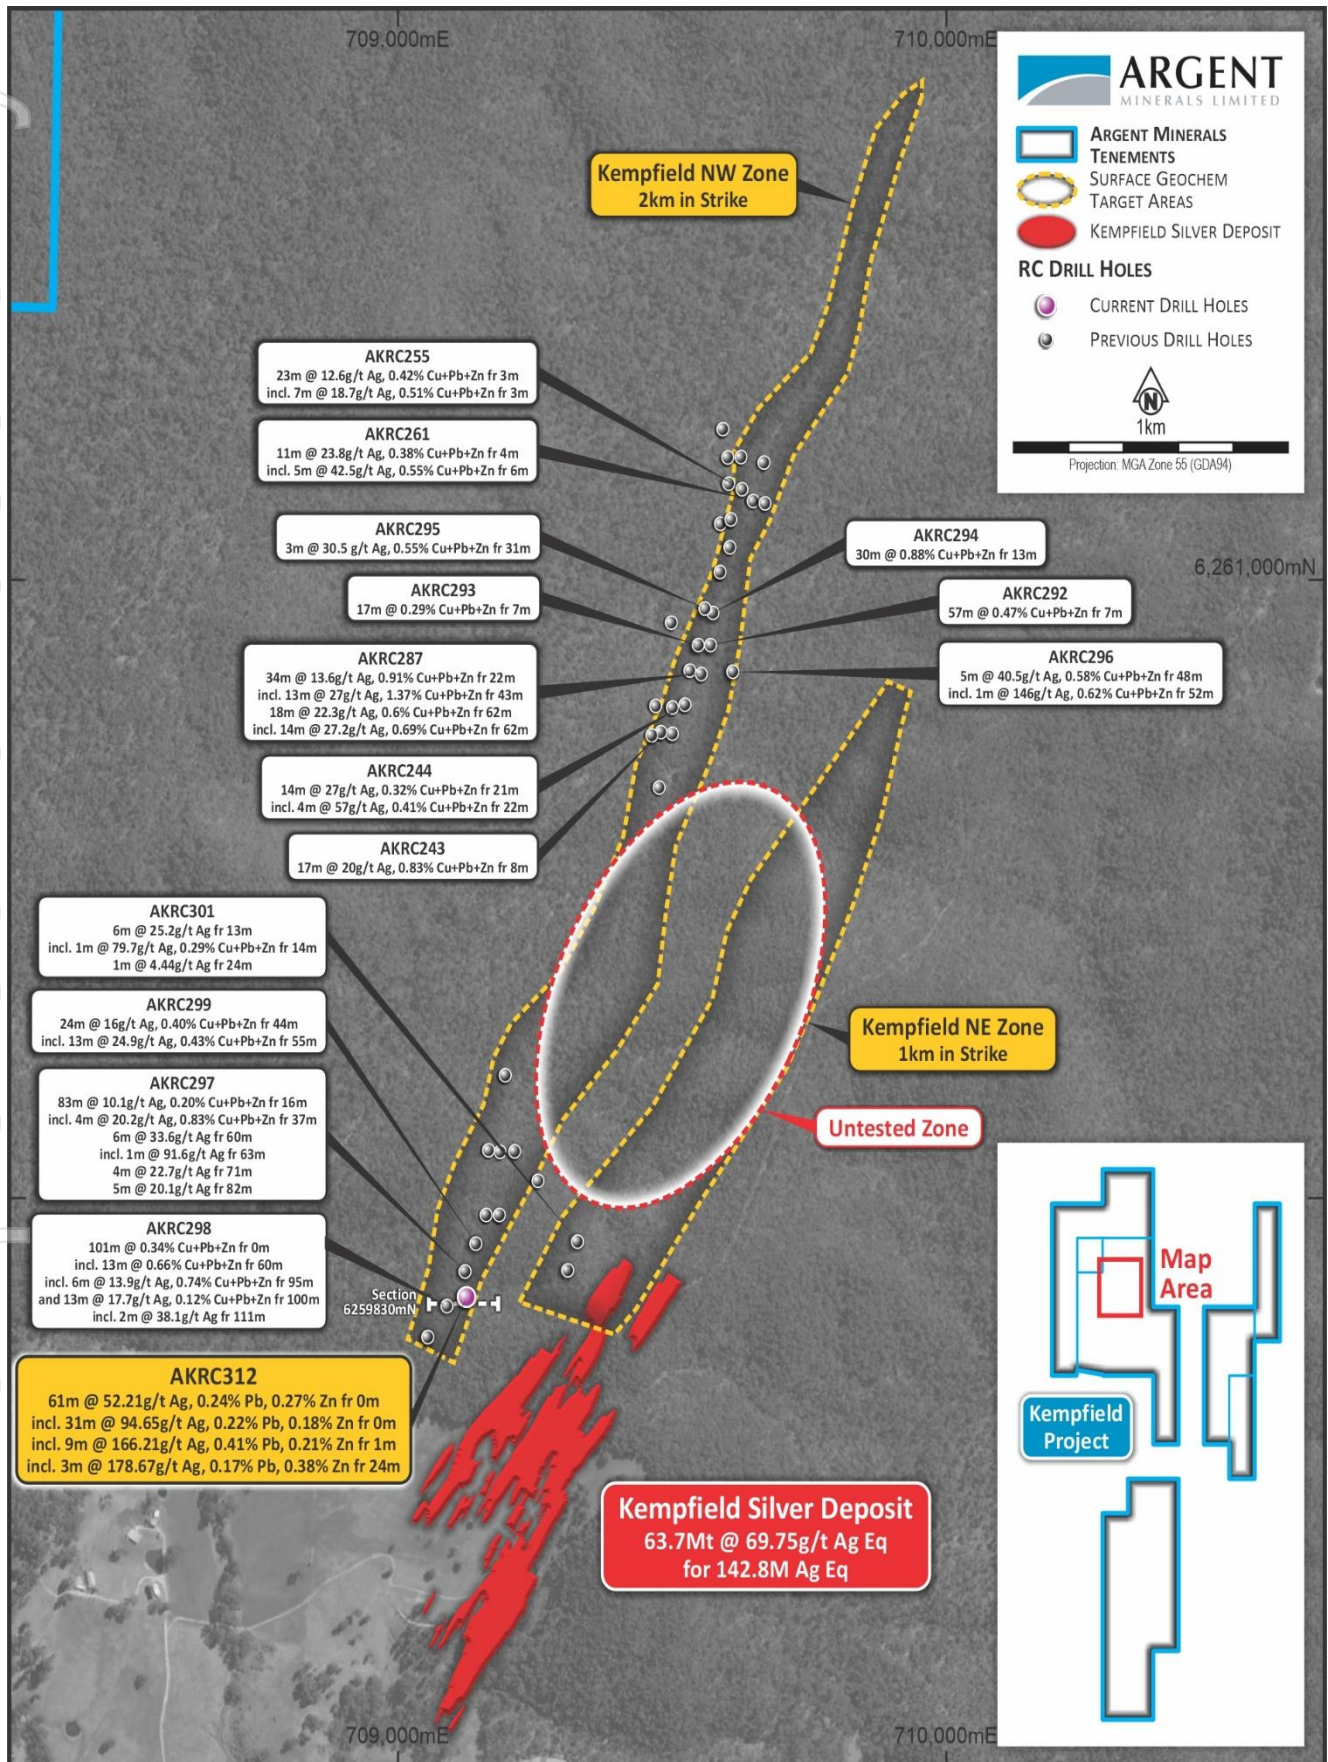 709,000mE
710,000mE
ARGENT
MINERALS LIMITED
ARGENT MINERALS
TENEMENTS
SURFACE GEOCHEM
TARGET AREAS
KEMPFIELD SILVER DEPOSIT
RC DRILL HOLES
CURRENT DRILL HOLES
PREVIOUS DRILL HOLES
N
1km
Projection: MGA Zone 55 (GDA94)
Kempfield NW Zone
2km in Strike
AKRC255
23m @ 12.6g/t Ag, 0.42% Cu+Pb+Zn fr 3m
incl. 7m @ 18.7g/t Ag, 0.51% Cu+Pb+Zn fr 3m
AKRC261
11m @ 23.8g/t Ag, 0.38% Cu+Pb+Zn fr 4m
incl. 5m @ 42.5g/t Ag, 0.55% Cu+Pb+Zn fr 6m
AKRC295
3m @ 30.5 g/t Ag, 0.55% Cu+Pb+Zn fr 31m
AKRC294
30m @ 0.88% Cu+Pb+Zn fr 13m
6,261,000mN
AKRC293
17m @ 0.29% Cu+Pb+Zn fr 7m
AKRC292
57m @ 0.47% Cu+Pb+Zn fr 7m
AKRC287
34m @ 13.6g/t Ag, 0.91% Cu+Pb+Zn fr 22m
incl. 13m @ 27g/t Ag, 1.37% Cu+Pb+Zn fr 43m
18m @ 22.3g/t Ag, 0.6% Cu+Pb+Zn fr 62m
incl. 14m @ 27.2g/t Ag, 0.69% Cu+Pb+Zn fr 62m
AKRC296
5m @ 40.5g/t Ag, 0.58% Cu+Pb+Zn fr 48m
incl. 1m @ 146g/t Ag, 0.62% Cu+Pb+Zn fr 52m
AKRC244
14m @ 27g/t Ag, 0.32% Cu+Pb+Zn fr 21m
incl. 4m @ 57g/t Ag, 0.41% Cu+Pb+Zn fr 22m
AKRC243
17m @ 20g/t Ag, 0.83% Cu+Pb+Zn fr 8m
AKRC301
6m @ 25.2g/t Ag fr 13m
incl. 1m @ 79.7g/t Ag, 0.29% Cu+Pb+Zn fr 14m
1m @ 4.44g/t Ag fr 24m
AKRC299
24m @ 16g/t Ag, 0.40% Cu+Pb+Zn fr 44m
incl. 13m @ 24.9g/t Ag, 0.43% Cu+Pb+Zn fr 55m
Kempfield NE Zone
1km in Strike
AKRC297
83m @ 10.1g/t Ag, 0.20% Cu+Pb+Zn fr 16m
incl. 4m @ 20.2g/t Ag, 0.83% Cu+Pb+Zn fr 37m
6m @ 33.6g/t Ag fr 60m
incl. 1m @ 91.6g/t Ag fr 63m
4m @ 22.7g/t Ag fr 71m
5m @ 20.1g/t Ag fr 82m
Untested Zone
AKRC298
101m @ 0.34% Cu+Pb+Zn fr 0m
incl. 13m @ 0.66% Cu+Pb+Zn fr 60m
incl. 6m @ 13.9g/t Ag, 0.74% Cu+Pb+Zn fr 95m
and 13m @ 17.7g/t Ag, 0.12% Cu+Pb+Zn fr 100m
incl. 2m @ 38.1g/t Ag fr 111m
Section
6259830mN
AKRC312
61m @ 52.21g/t Ag, 0.24% Pb, 0.27% Zn fr 0m
incl. 31m @ 94.65g/t Ag, 0.22% Pb, 0.18% Zn fr 0m
incl. 9m @ 166.21g/t Ag, 0.41% Pb, 0.21% Zn fr 1m
incl. 3m @ 178.67g/t Ag, 0.17% Pb, 0.38% Zn fr 24m
Kempfield Silver Deposit
63.7Mt @ 69.75g/t Ag Eq
for 142.8M Ag Eq
Map
Area
Kempfield
Project
709,000mE
710,000mE